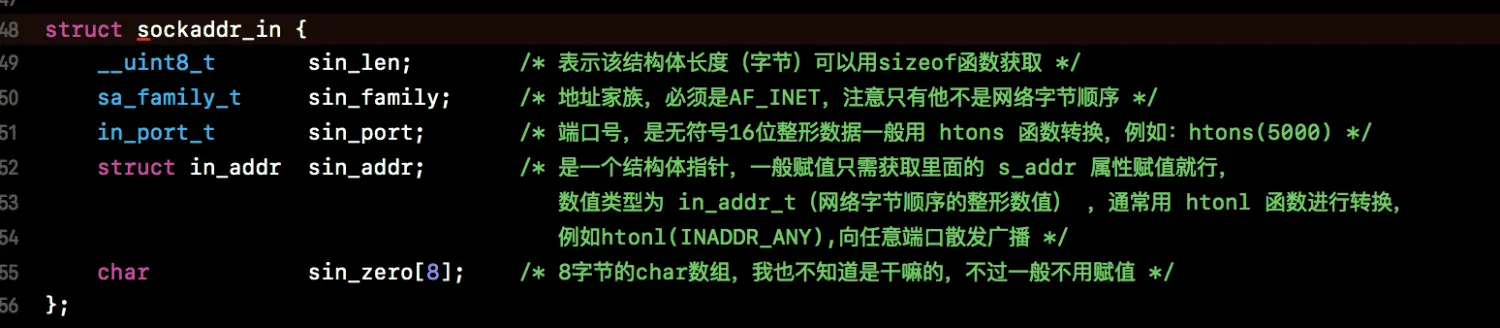 48 struct sockaddr_in {
49 __uint8_t sin_len; /* 表示该结构体长度（字节）可以用sizeof函数获取 */
50 sa_family_t sin_family; /* 地址家族，必须是AF_INET，注意只有他不是网络字节顺序 */
51 in_port_t sin_port; /* 端口号，是无符号16位整形数据一般用 htons 函数转换，例如：htons(5000) */
52 struct in_addr sin_addr; /* 是一个结构体指针，一般赋值只需获取里面的 s_addr 属性赋值就行，
53 数值类型为 in_addr_t（网络字节顺序的整形数值） ，通常用 htonl 函数进行转换，
54 例如htonl(INADDR_ANY),向任意端口散发广播 */
55 char sin_zero[8]; /* 8字节的char数组，我也不知道是干嘛的，不过一般不用赋值 */
56 };